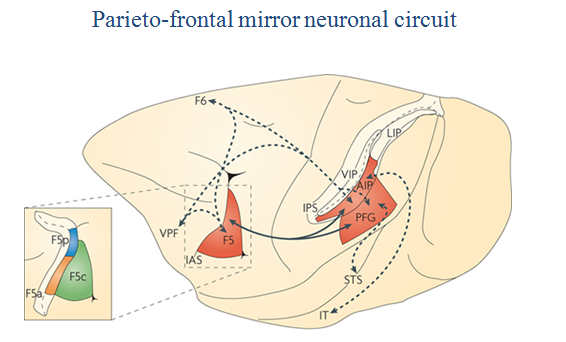 Parieto-frontal mirror neuronal circuit
F6
LIP
VIP
AIP
IPS
PFG
VPF
F5
IAS
F5p
F5c
F5a
STS
IT